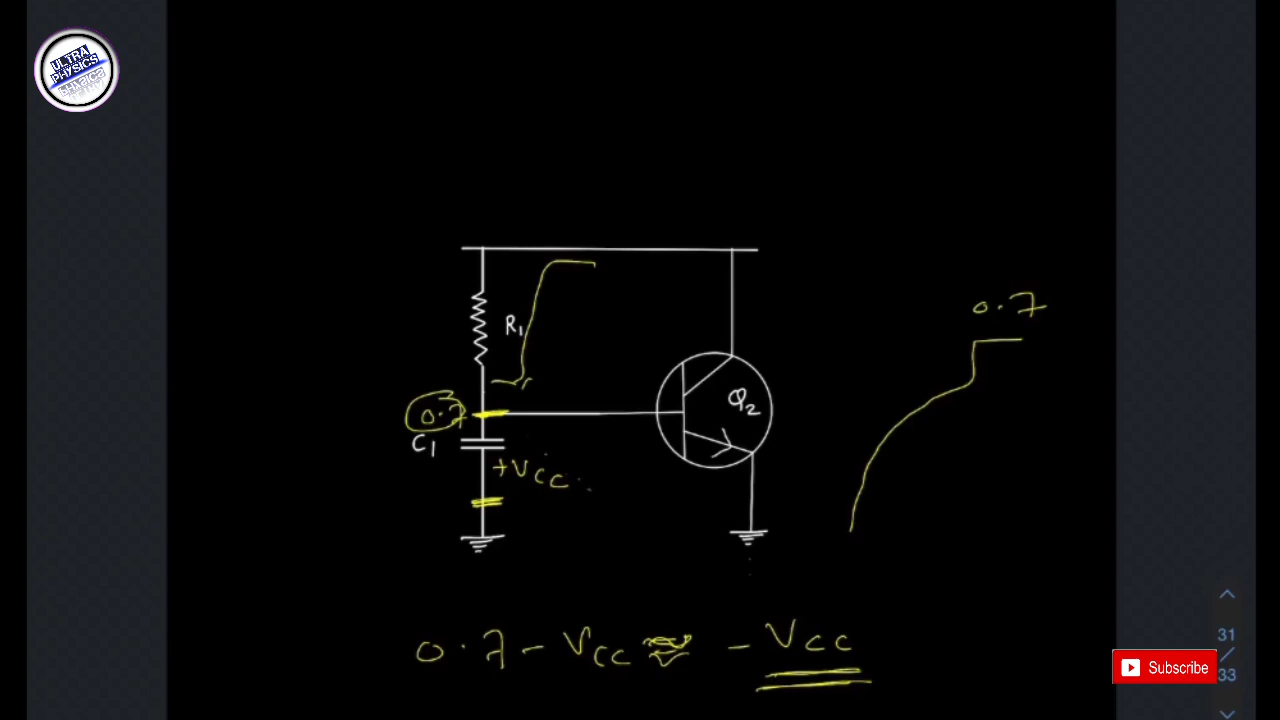 ULTRA
PHYSICS
0.7
R1
Q2
0.7
C1
+Vcc
0.7 - Vcc ≈ - Vcc
31
/
33
Subscribe